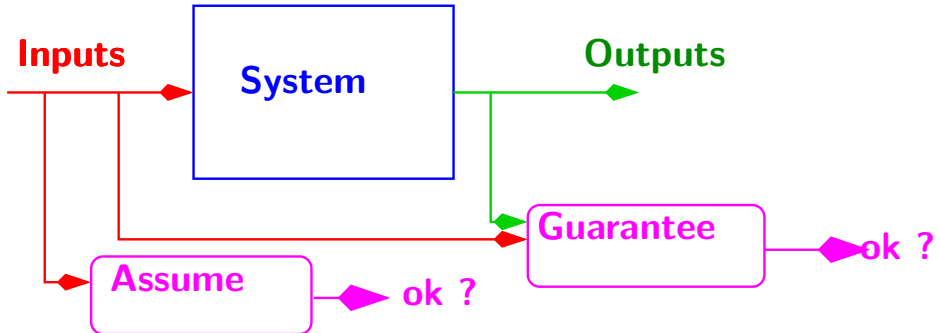 Inputs
System
Outputs
Guarantee
ok ?
Assume
ok ?